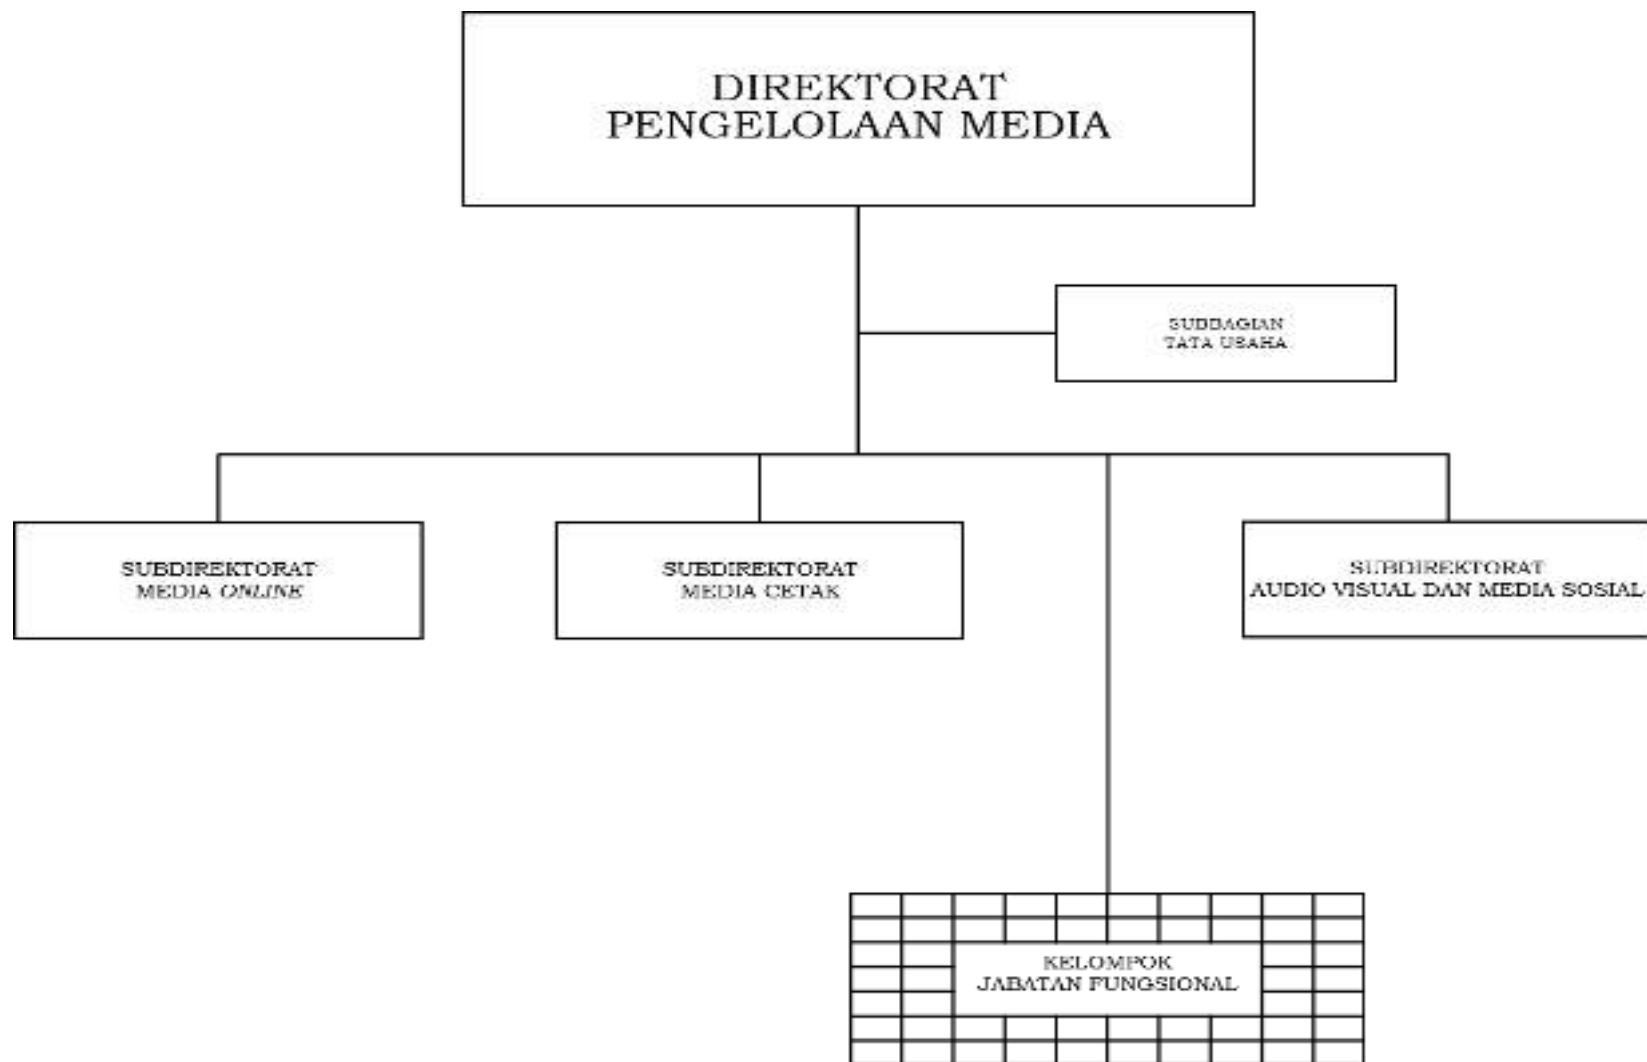 DIREKTORAT
PENGELOLAAN MEDIA
SUBBAGIAN
TATA USAHA
SUBDIREKTORAT
MEDIA ONLINE
SUBDIREKTORAT
MEDIA CETAK
SUBDIREKTORAT
AUDIO VISUAL DAN MEDIA SOSIAL
KELOMPOK
JABATAN FUNGSIONAL